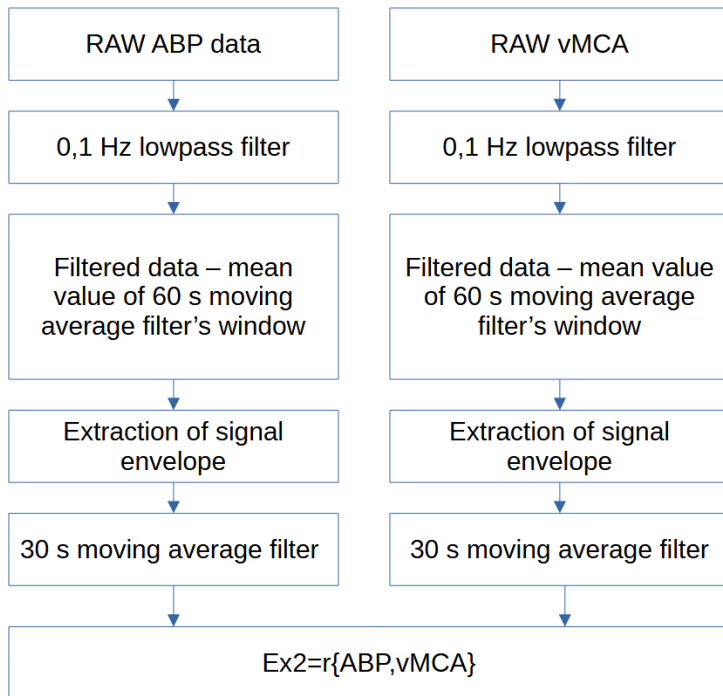 RAW ABP data
RAW vMCA
0,1 Hz lowpass filter
0,1 Hz lowpass filter
Filtered data – mean
value of 60 s moving
average filter’s window
Filtered data – mean value
of 60 s moving average
filter’s window
Extraction of signal
envelope
Extraction of signal
envelope
30 s moving average filter
30 s moving average filter
Ex2=r{ABP,vMCA}